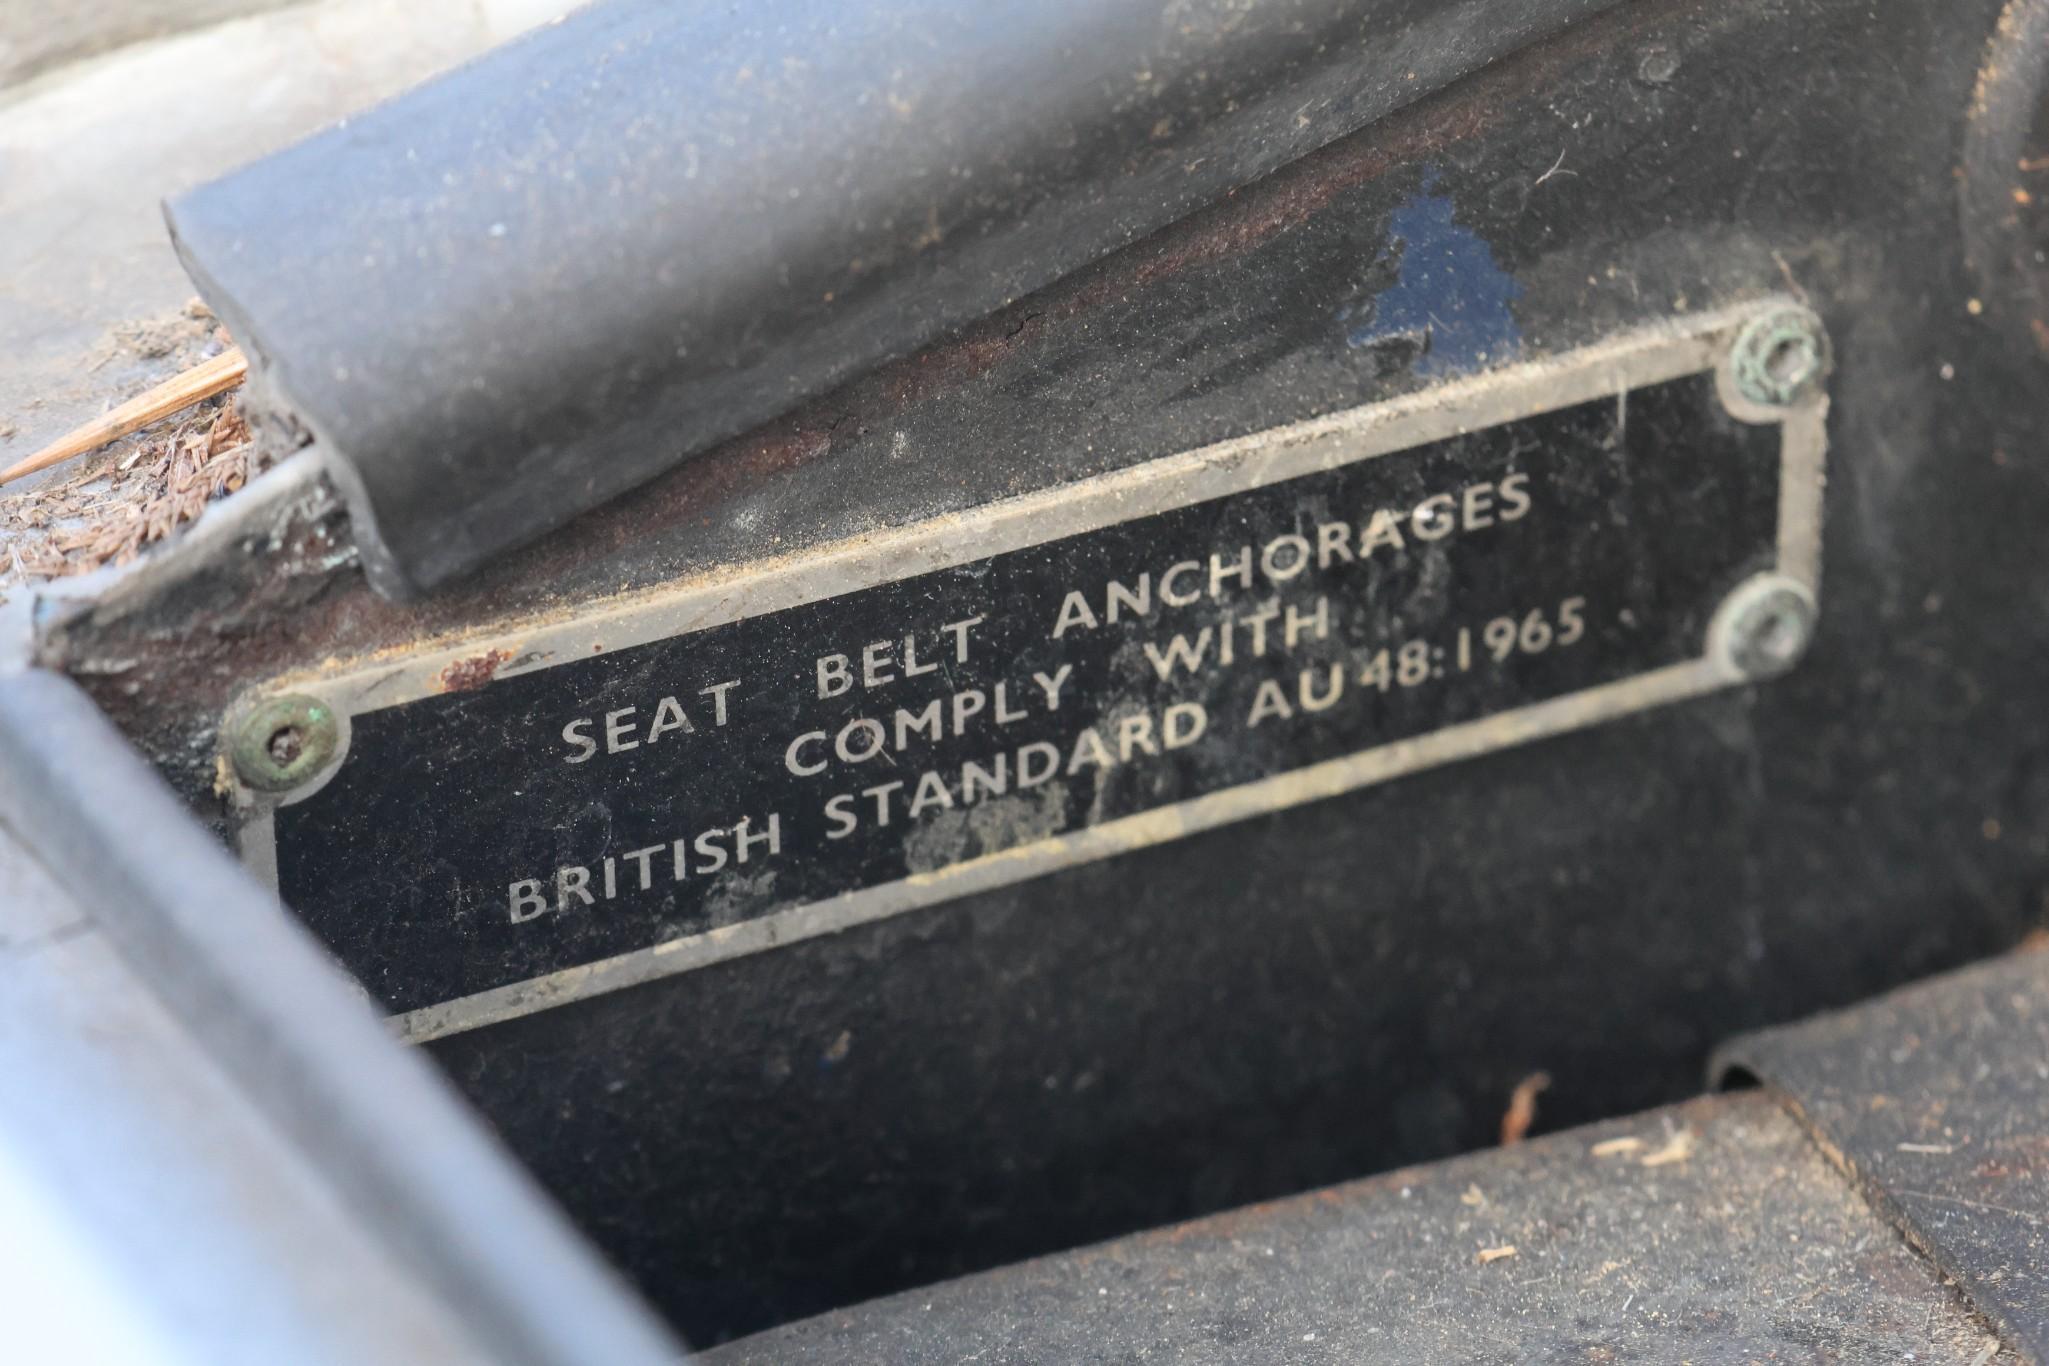 SEAT BELT ANCHORAGES
COMPLY WITH
BRITISH STANDARD AU 48:1965